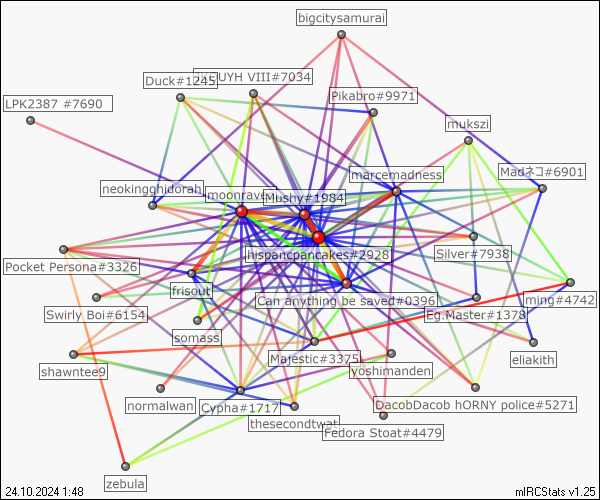 bigcitysamurai
Duck#1245
UYH VIII#7034
Pikabro#9971
LPK2387 #7690
mukszi
marcemadness
Madネコ#6901
neokingghidorah
moonraven
Mushy#1984
hispancpancakes#2928
Silver#7938
Pocket Persona#3326
frisout
Can anything be saved#0396
ming#4742
Swirly Boi#6154
Eg.Master#1378
somass
Majestic#3375
eliakith
shawntee9
yoshimanden
normalwan
Cypha#1717
DacobDacob hORNY police#5271
thesecondtwat
Fedora Stoat#4479
zebula
24.10.2024 1:48
mIRCStats v1.25